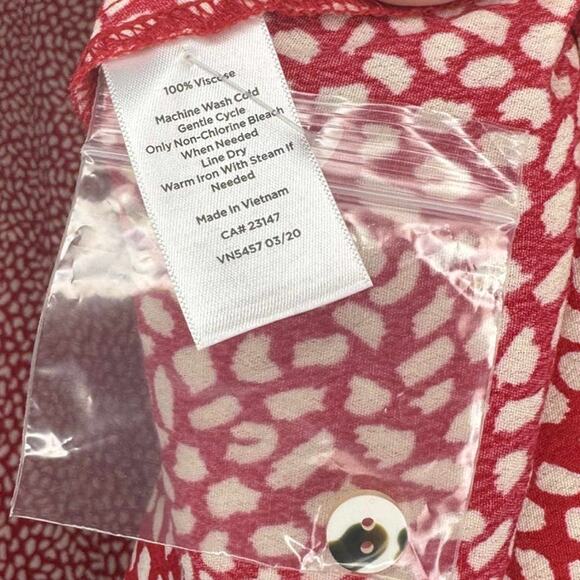 100% Viscose
Machine Wash Cold
Gentle Cycle
Only Non-Chlorine Bleach
When Needed
Line Dry
Warm Iron With Steam If
Needed
Made In Vietnam
CA# 23147
VN5457 03/20